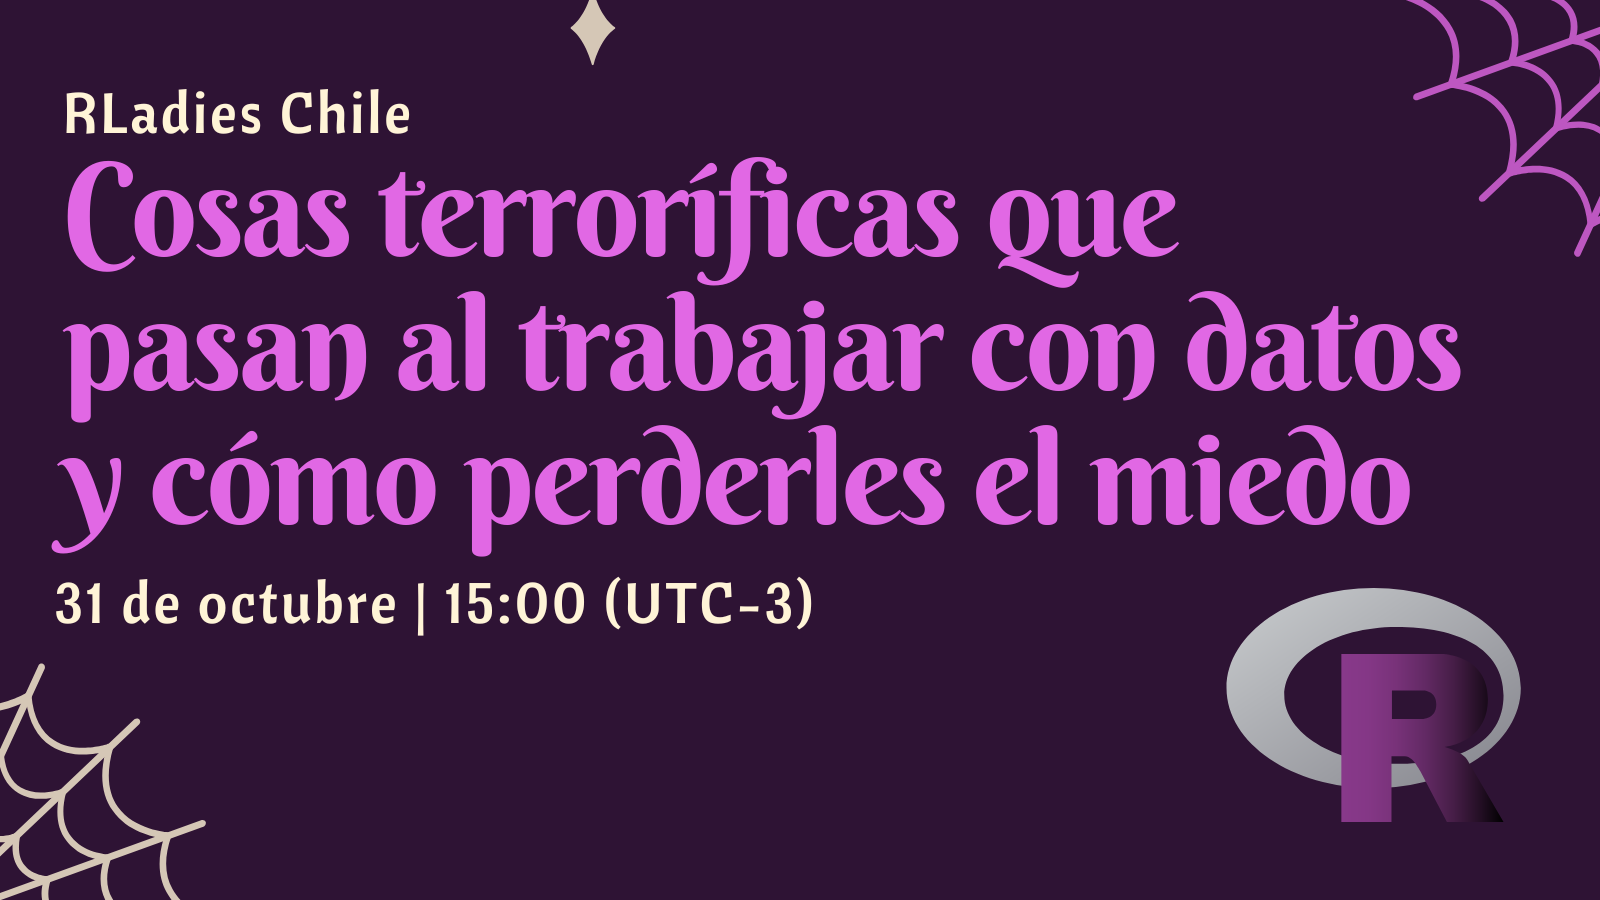 RLadies Chile
Cosas terroríficas que
pasan al trabajar con datos
y cómo perderles el miedo
31 de octubre | 15:00 (UTC-3)
R